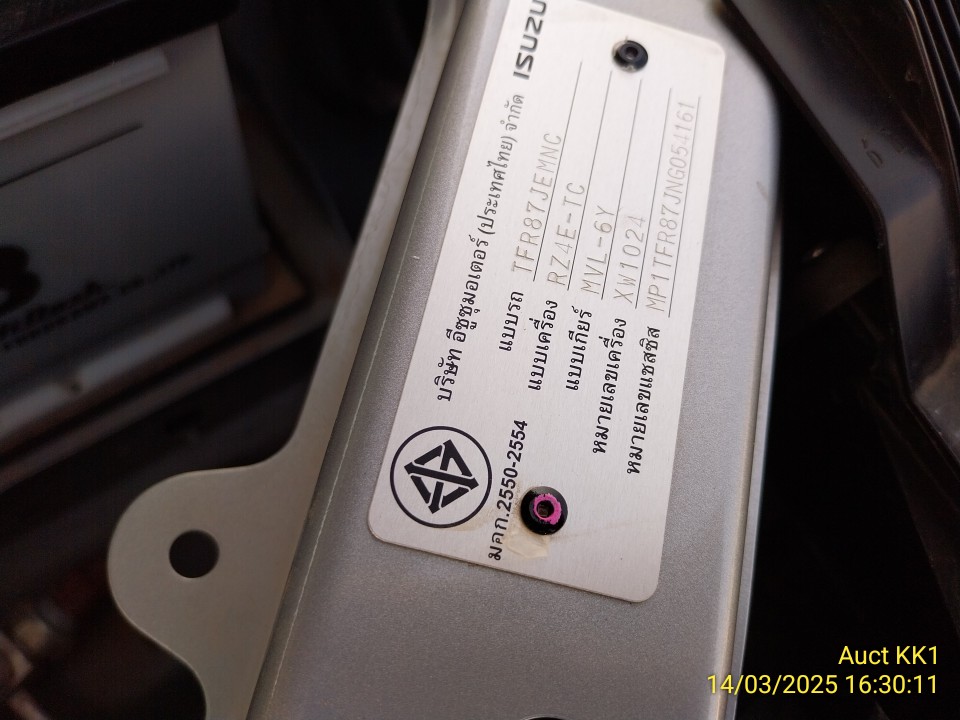 ISUZU
บริษัท อีซูซุมอเตอร์ (ประเทศไทย) จำกัด
แบบรถ TFR87JEMNC
แบบเครื่อง RZ4E-TC
แบบเกียร์ MVL-6Y
หมายเลขเครื่อง XW1024
หมายเลขแชสซิส MP1TFR87JNG054161
มอก.2550-2554
Auct KK1
14/03/2025 16:30:11